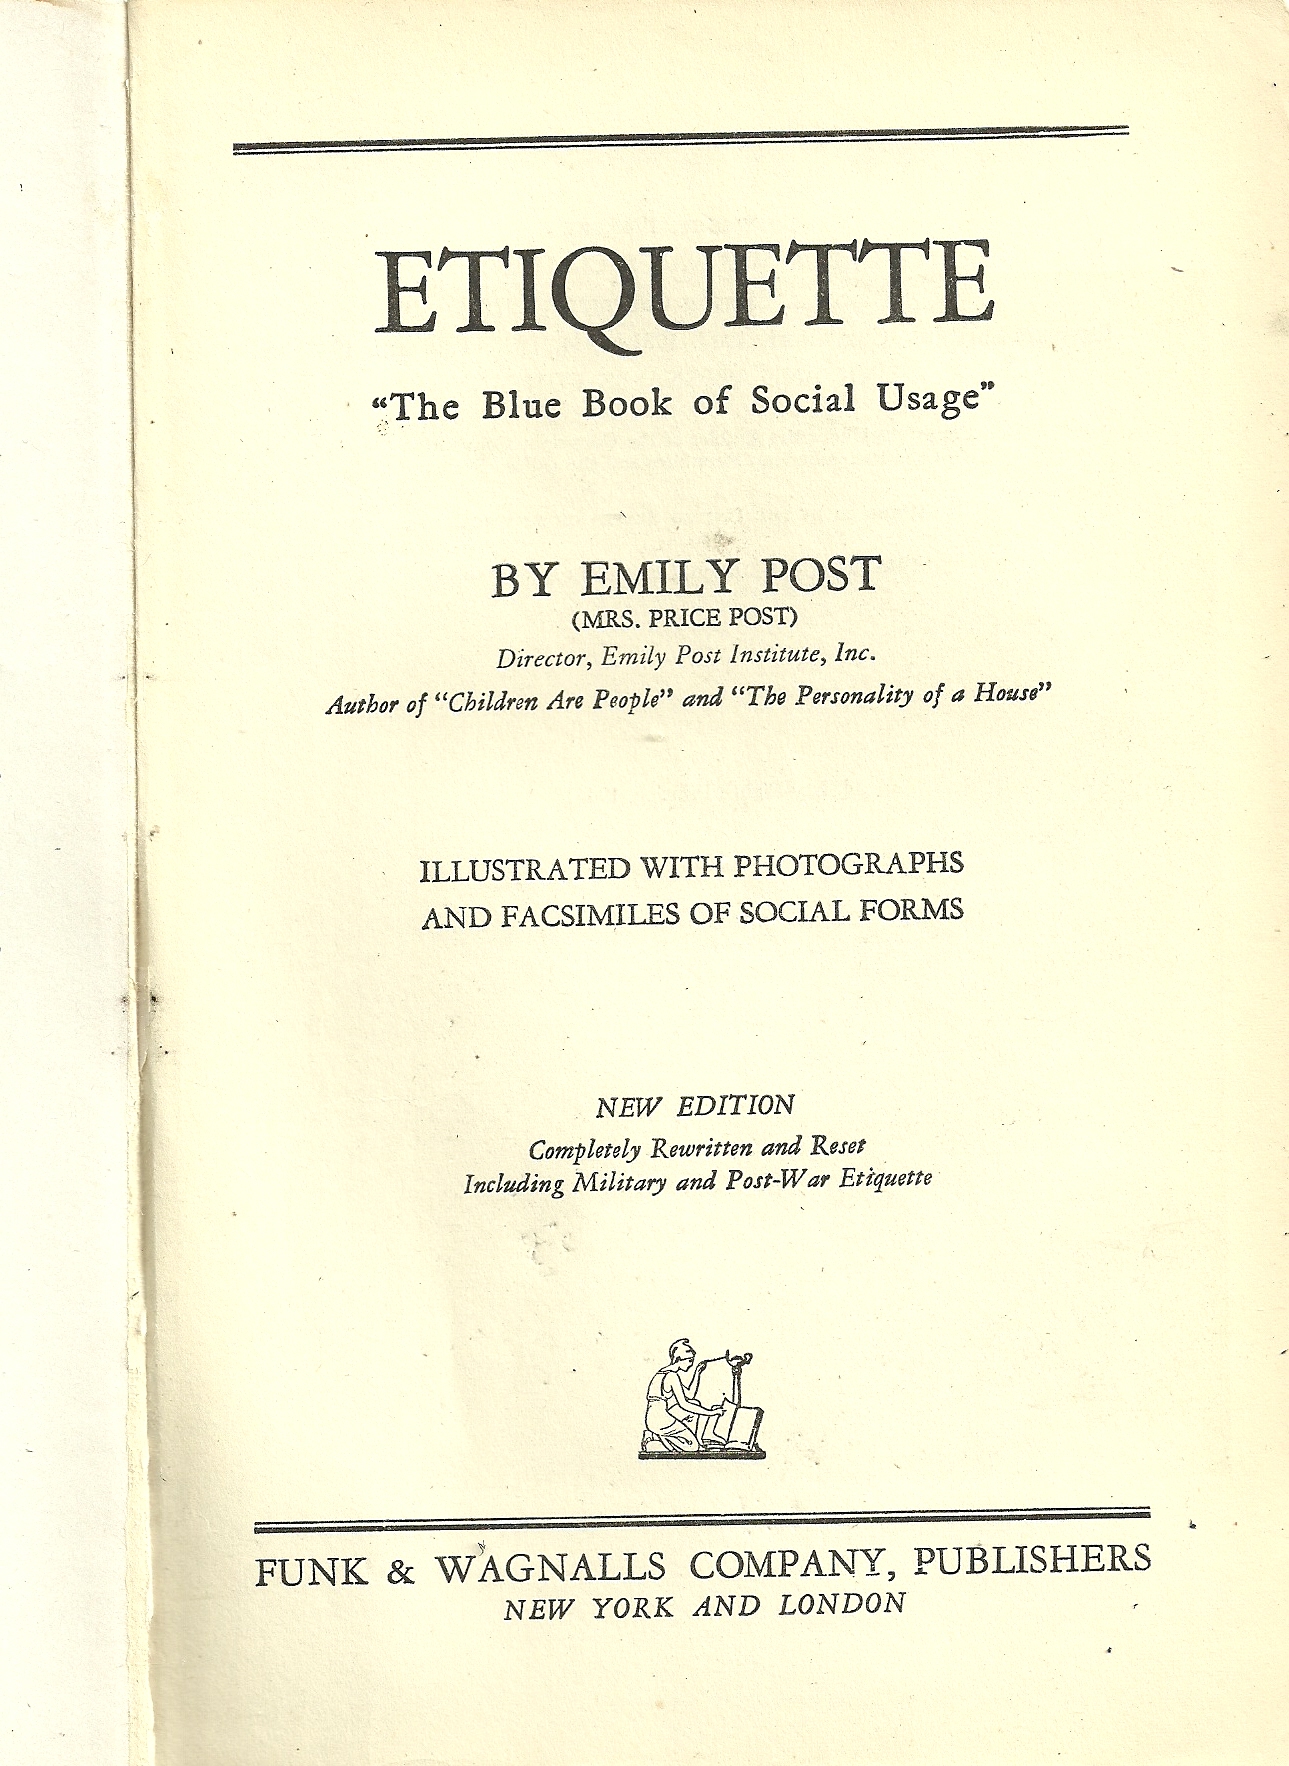 ETIQUETTE
“The Blue Book of Social Usage”
BY EMILY POST
(MRS. PRICE POST)
Director, Emily Post Institute, Inc.
Author of “Children Are People” and “The Personality of a House”
ILLUSTRATED WITH PHOTOGRAPHS
AND FACSIMILES OF SOCIAL FORMS
NEW EDITION
Completely Rewritten and Reset
Including Military and Post-War Etiquette
FUNK & WAGNALLS COMPANY, PUBLISHERS
NEW YORK AND LONDON